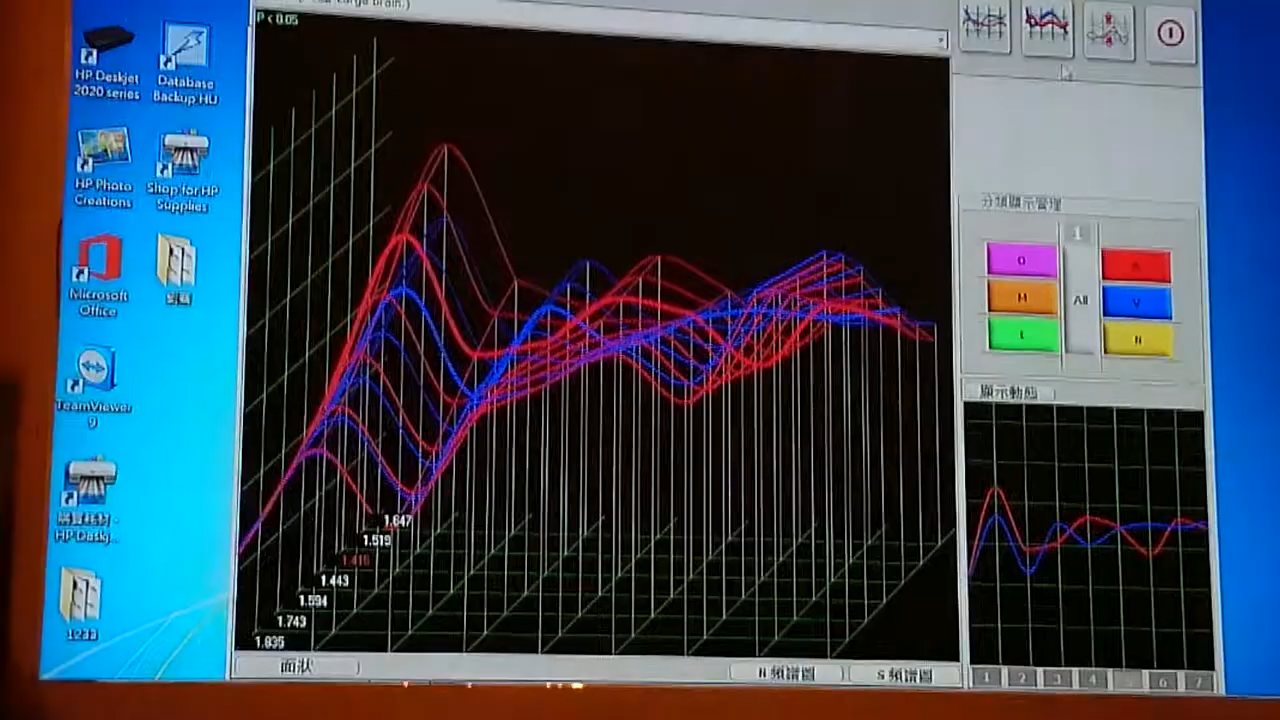 P < 0.05
HP Deskjet
2020 series
Database
Backup HU
HP Photo
Creations
Shop for HP
Supplies
Microsoft
Office
TeamViewer
9
HP Deskj...
1233
1.647
1.519
1.416
1.443
1.594
1.743
1.835
面狀
N 頻譜圖
S 頻譜圖
分類顯示管理
1
O
M
L
All
V
N
顯示動態
1 2 3 4 6 7